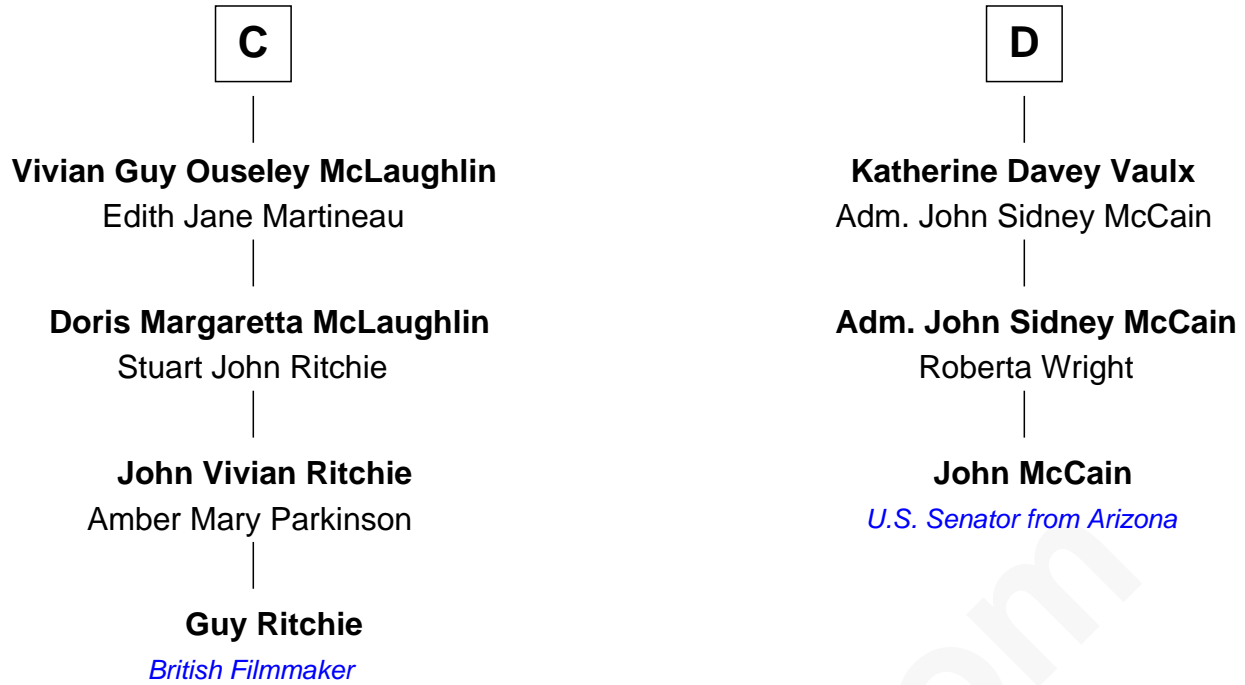 C
Vivian Guy Ouseley McLaughlin
Edith Jane Martineau
Doris Margaretta McLaughlin
Stuart John Ritchie
John Vivian Ritchie
Amber Mary Parkinson
Guy Ritchie
British Filmmaker
D
Katherine Davey Vaulx
Adm. John Sidney McCain
Adm. John Sidney McCain
Roberta Wright
John McCain
U.S. Senator from Arizona
om